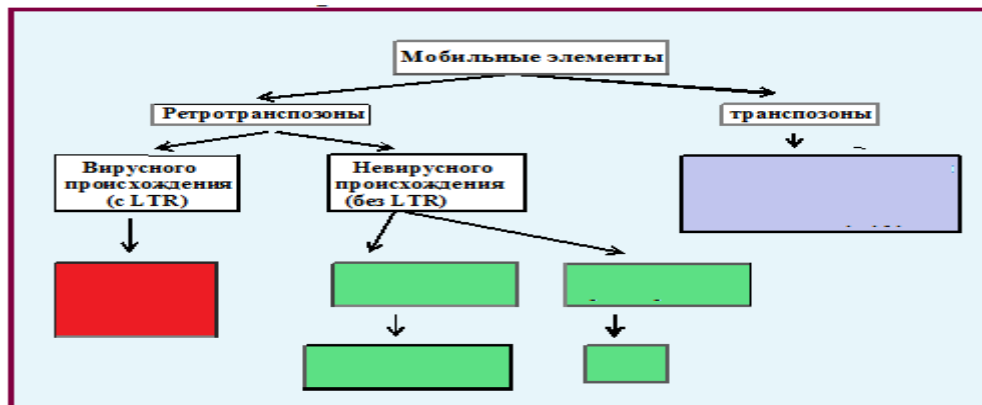 Мобильные элементы
Ретротранспозоны
транспозоны
Вирусного
происхождения
(с LTR)
Невирусного
происхождения
(без LTR)